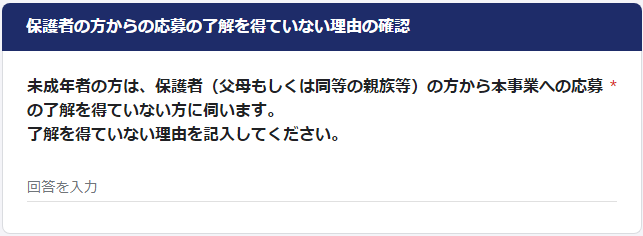 保護者の方からの応募の了解を得ていない理由の確認
未成年者の方は、保護者（父母もしくは同等の親族等）の方から本事業への応募 *
の了解を得ていない方に伺います。
了解を得ていない理由を記入してください。
回答を入力